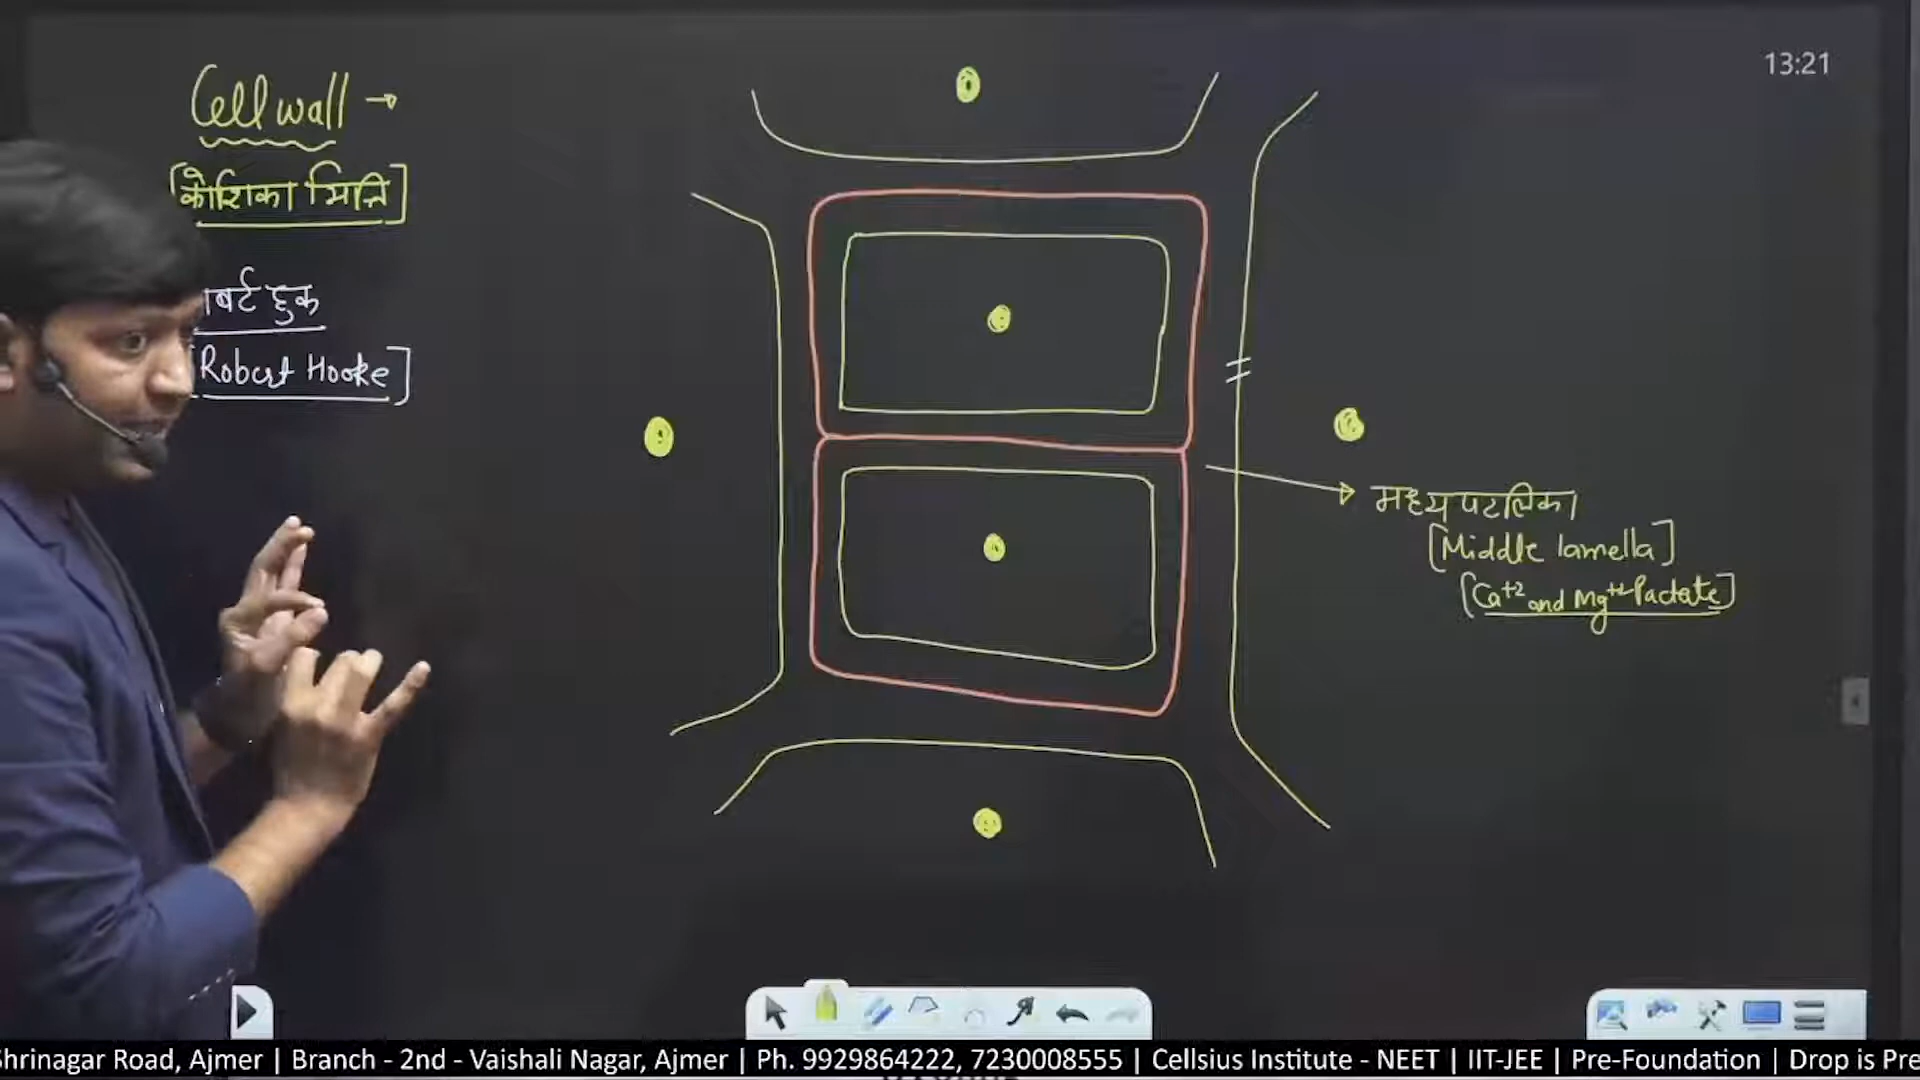 13:21
Cell wall →
[कोशिका भित्ति]
बर्ट हुक
Robert Hooke]
मध्य पटलिका
[Middle lamella]
[Ca+2 and Mg+2 Pactate]
Shrinagar Road, Ajmer | Branch - 2nd - Vaishali Nagar, Ajmer | Ph. 9929864222, 7230008555 | Cellsius Institute - NEET | IIT-JEE | Pre-Foundation | Drop is Pre